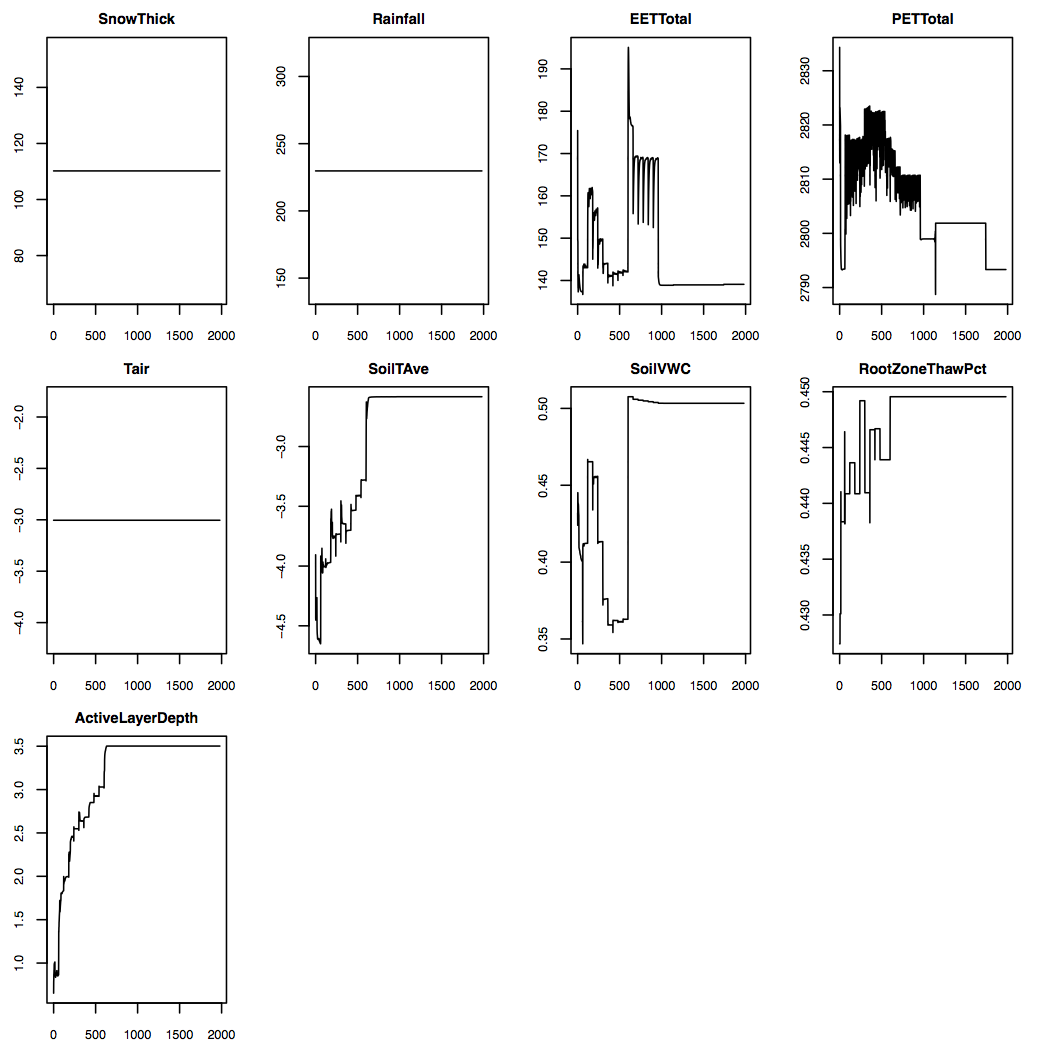 SnowThick Rainfall EETTotal PETTotal
80 100 120 140
150 200 250 300
140 150 160 170 180 190
2790 2800 2810 2820 2830
0 500 1000 1500 2000 0 500 1000 1500 2000 0 500 1000 1500 2000 0 500 1000 1500 2000
Tair SoilTAve SoilVWC RootZoneThawPct
−4.0 −3.5 −3.0 −2.5 −2.0
−4.5 −4.0 −3.5 −3.0
0.35 0.40 0.45 0.50
0.430 0.435 0.440 0.445 0.450
0 500 1000 1500 2000 0 500 1000 1500 2000 0 500 1000 1500 2000 0 500 1000 1500 2000
ActiveLayerDepth
1.0 1.5 2.0 2.5 3.0 3.5
0 500 1000 1500 2000